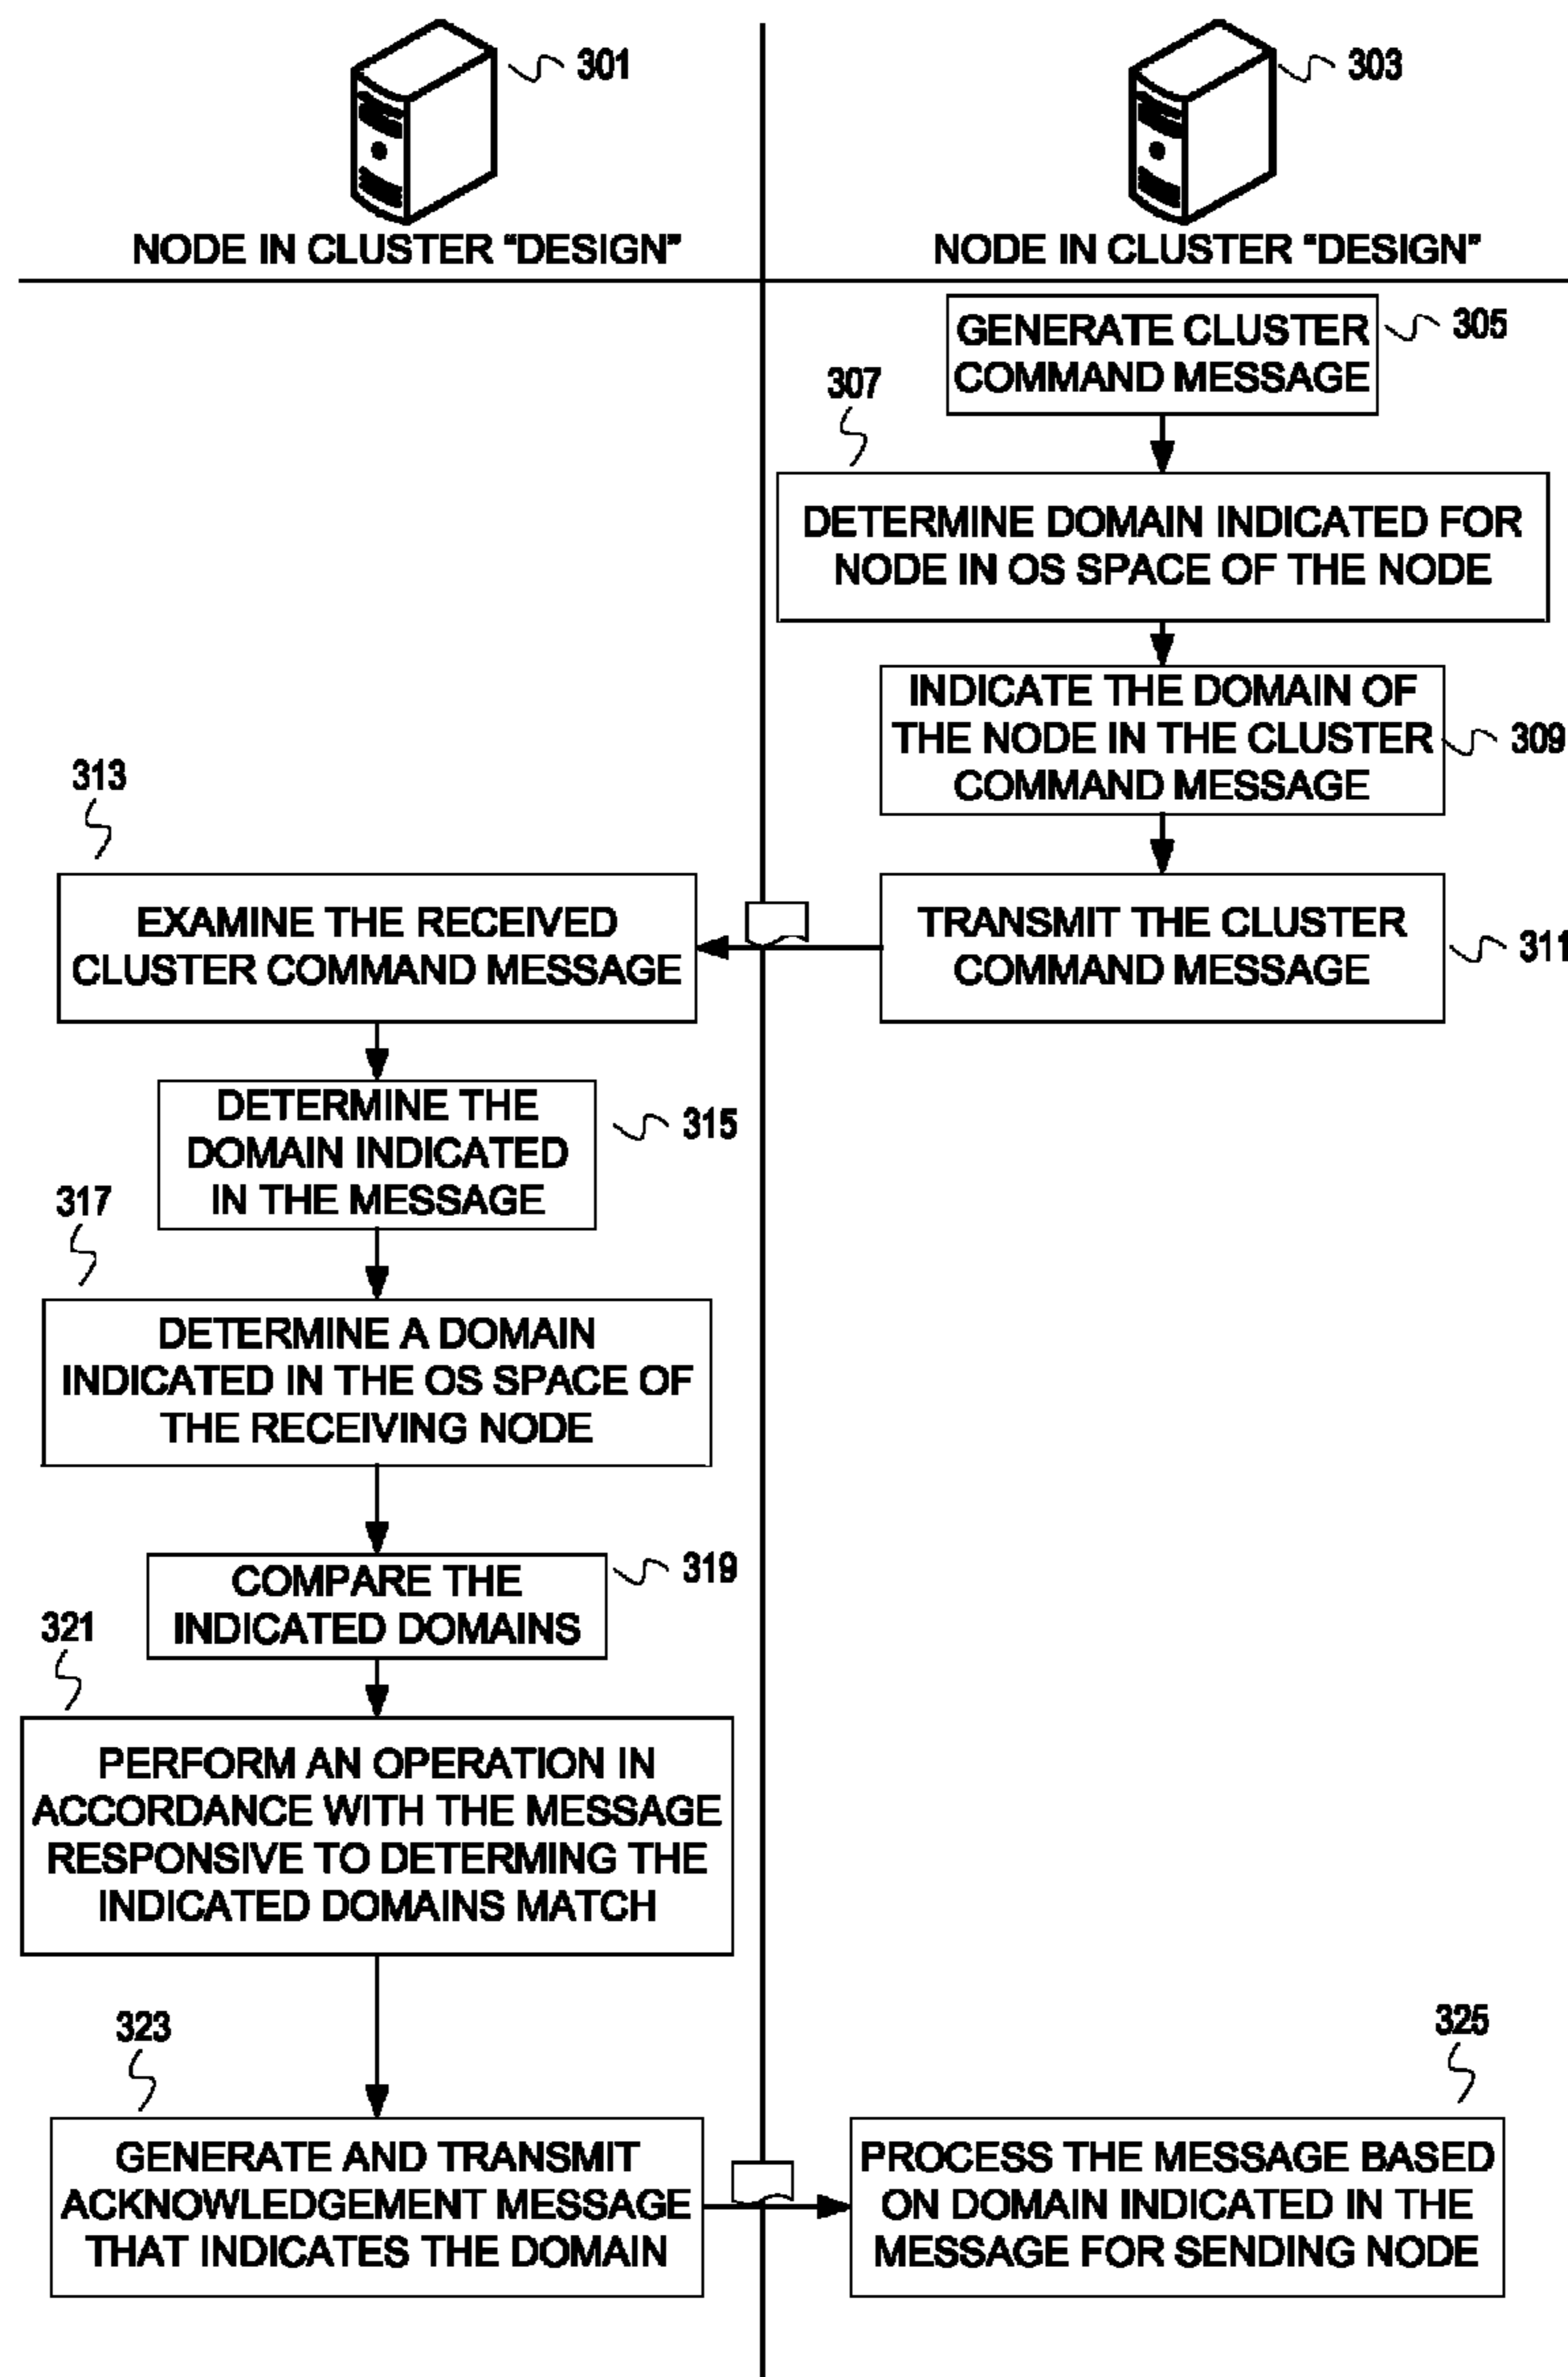 301
303
NODE IN CLUSTER “DESIGN”
NODE IN CLUSTER “DESIGN”
GENERATE CLUSTER
COMMAND MESSAGE
305
307
DETERMINE DOMAIN INDICATED FOR
NODE IN OS SPACE OF THE NODE
INDICATE THE DOMAIN OF
THE NODE IN THE CLUSTER
COMMAND MESSAGE
309
TRANSMIT THE CLUSTER
COMMAND MESSAGE
311
313
EXAMINE THE RECEIVED
CLUSTER COMMAND MESSAGE
DETERMINE THE
DOMAIN INDICATED
IN THE MESSAGE
315
317
DETERMINE A DOMAIN
INDICATED IN THE OS SPACE OF
THE RECEIVING NODE
COMPARE THE
INDICATED DOMAINS
319
321
PERFORM AN OPERATION IN
ACCORDANCE WITH THE MESSAGE
RESPONSIVE TO DETERMING THE
INDICATED DOMAINS MATCH
323
GENERATE AND TRANSMIT
ACKNOWLEDGEMENT MESSAGE
THAT INDICATES THE DOMAIN
325
PROCESS THE MESSAGE BASED
ON DOMAIN INDICATED IN THE
MESSAGE FOR SENDING NODE